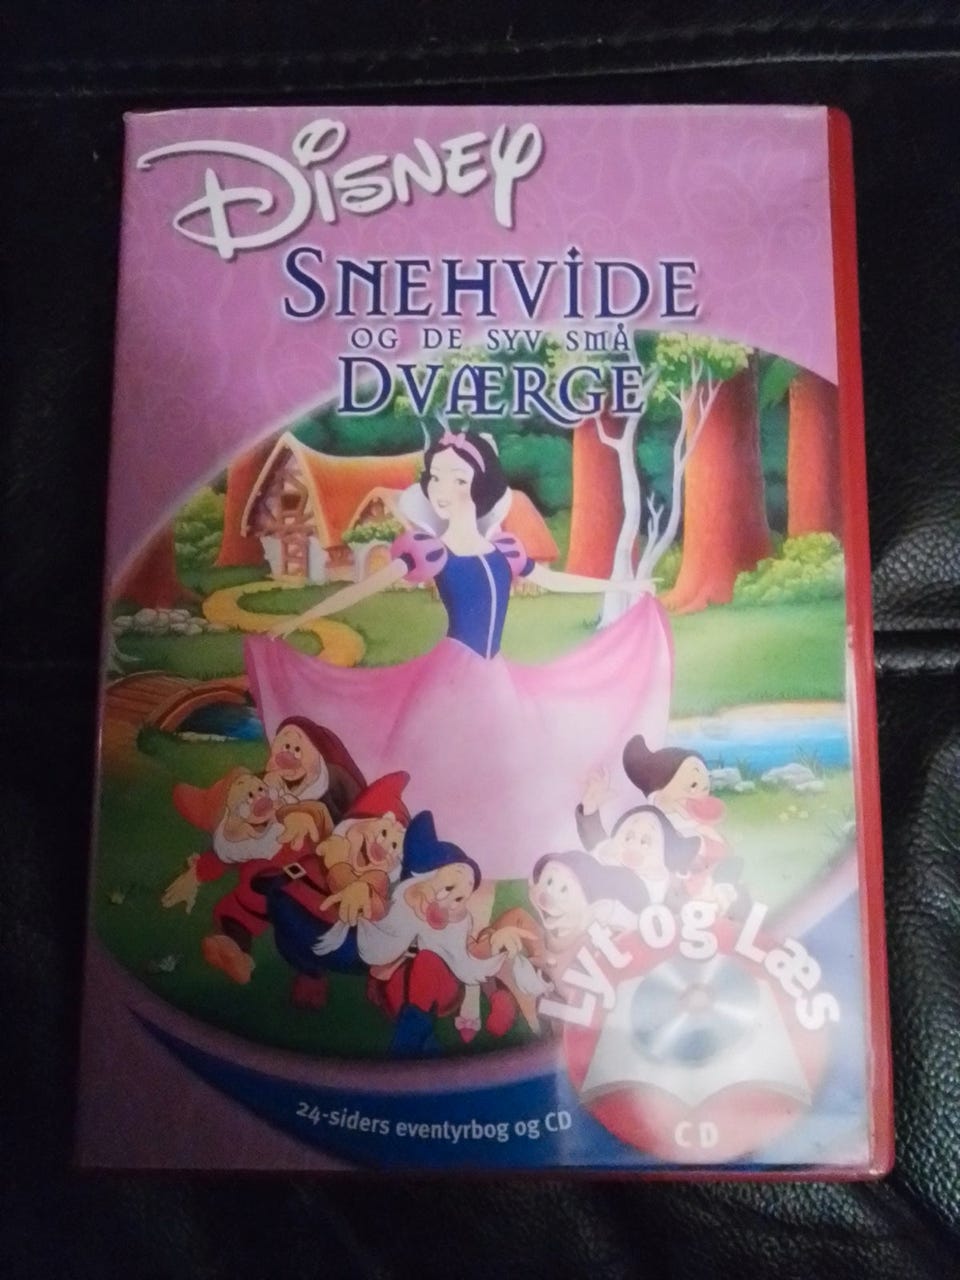 Disney
Snehvide
og de syv små
Dværge
Lyt og Læs
CD
24-siders eventyrbog og CD